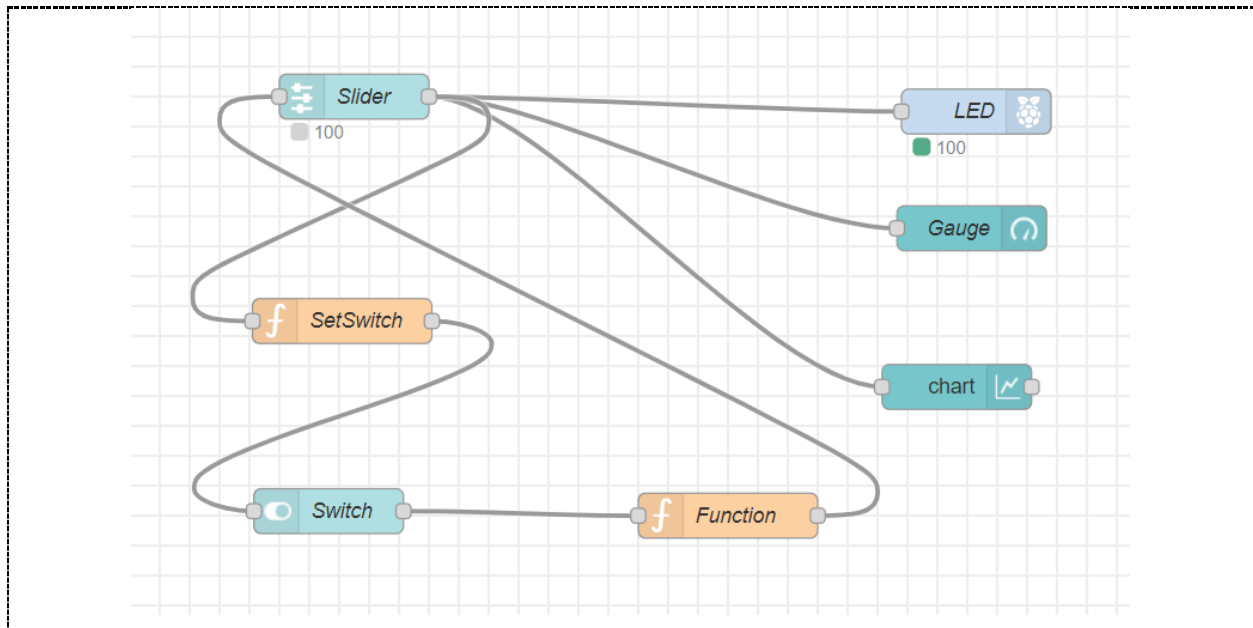 Slider
100
LED
100
Gauge
SetSwitch
chart
Switch
Function